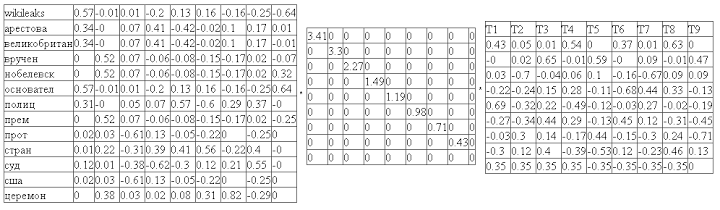 wikileaks 0.57 -0.01 0.01 -0.2 0.13 0.16 -0.16 -0.25 -0.64
арестова 0.34 -0 0.07 0.41 -0.42 -0.02 0.1 0.17 0.01
великобритан 0.34 -0 0.07 0.41 -0.42 -0.02 0.1 0.17 -0.01
вручен 0 0.52 0.07 -0.06 -0.08 -0.15 -0.17 0.02 -0.07
нобелевск 0 0.52 0.07 -0.06 -0.08 -0.15 -0.17 0.02 0.32
основател 0.57 -0.01 0.01 -0.2 0.13 0.16 -0.16 -0.25 0.64
полиц 0.31 -0 0.05 0.07 0.57 -0.6 0.29 0.37 -0
прем 0 0.52 0.07 -0.06 -0.08 -0.15 -0.17 0.02 -0.25
прот 0.02 0.03 -0.61 0.13 -0.05 -0.22 0 -0.25 0
стран 0.01 0.22 -0.31 0.39 0.41 0.56 -0.22 0.4 -0
суд 0.12 0.01 -0.38 -0.62 -0.3 0.12 0.21 0.55 -0
сша 0.02 0.03 -0.61 0.13 -0.05 -0.22 0 -0.25 0
церемон 0 0.38 0.03 0.02 0.08 0.31 0.82 -0.29 0
*
3.41 0 0 0 0 0 0 0 0
0 3.3 0 0 0 0 0 0 0
0 0 2.27 0 0 0 0 0 0
0 0 0 1.49 0 0 0 0 0
0 0 0 0 1.19 0 0 0 0
0 0 0 0 0 0.98 0 0 0
0 0 0 0 0 0 0.71 0 0
0 0 0 0 0 0 0 0.43 0
0 0 0 0 0 0 0 0 0
*
T1 T2 T3 T4 T5 T6 T7 T8 T9
0.43 0.05 0.01 0.54 0 0.37 0.01 0.63 0
-0 0.02 0.65 -0.01 0.59 -0 0.09 -0.01 0.47
0.03 -0.7 -0.04 0.06 0.1 -0.16 -0.67 0.09 0.09
-0.22 -0.24 0.15 0.28 -0.11 -0.68 0.44 0.33 -0.13
0.69 -0.32 0.22 -0.49 -0.12 -0.03 0.27 -0.02 -0.19
-0.27 -0.34 0.44 0.29 -0.13 0.45 0.12 -0.31 -0.45
-0.03 0.3 0.14 -0.17 0.44 -0.15 -0.3 0.24 -0.71
-0.3 0.12 0.4 -0.39 -0.53 0.12 -0.23 0.46 0.13
0.35 0.35 0.35 0.35 -0.35 -0.35 -0.35 -0.35 0.35